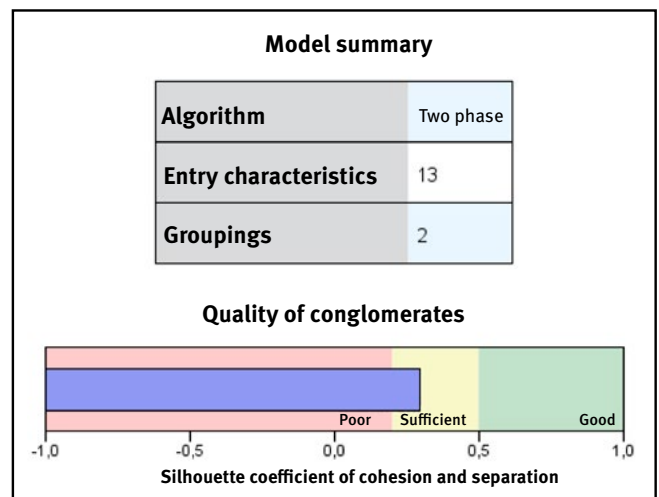 Model summary
Algorithm Two phase
Entry characteristics 13
Groupings 2
Quality of conglomerates
Poor Sufficient Good
-1,0 -0,5 0,0 0,5 1,0
Silhouette coefficient of cohesion and separation